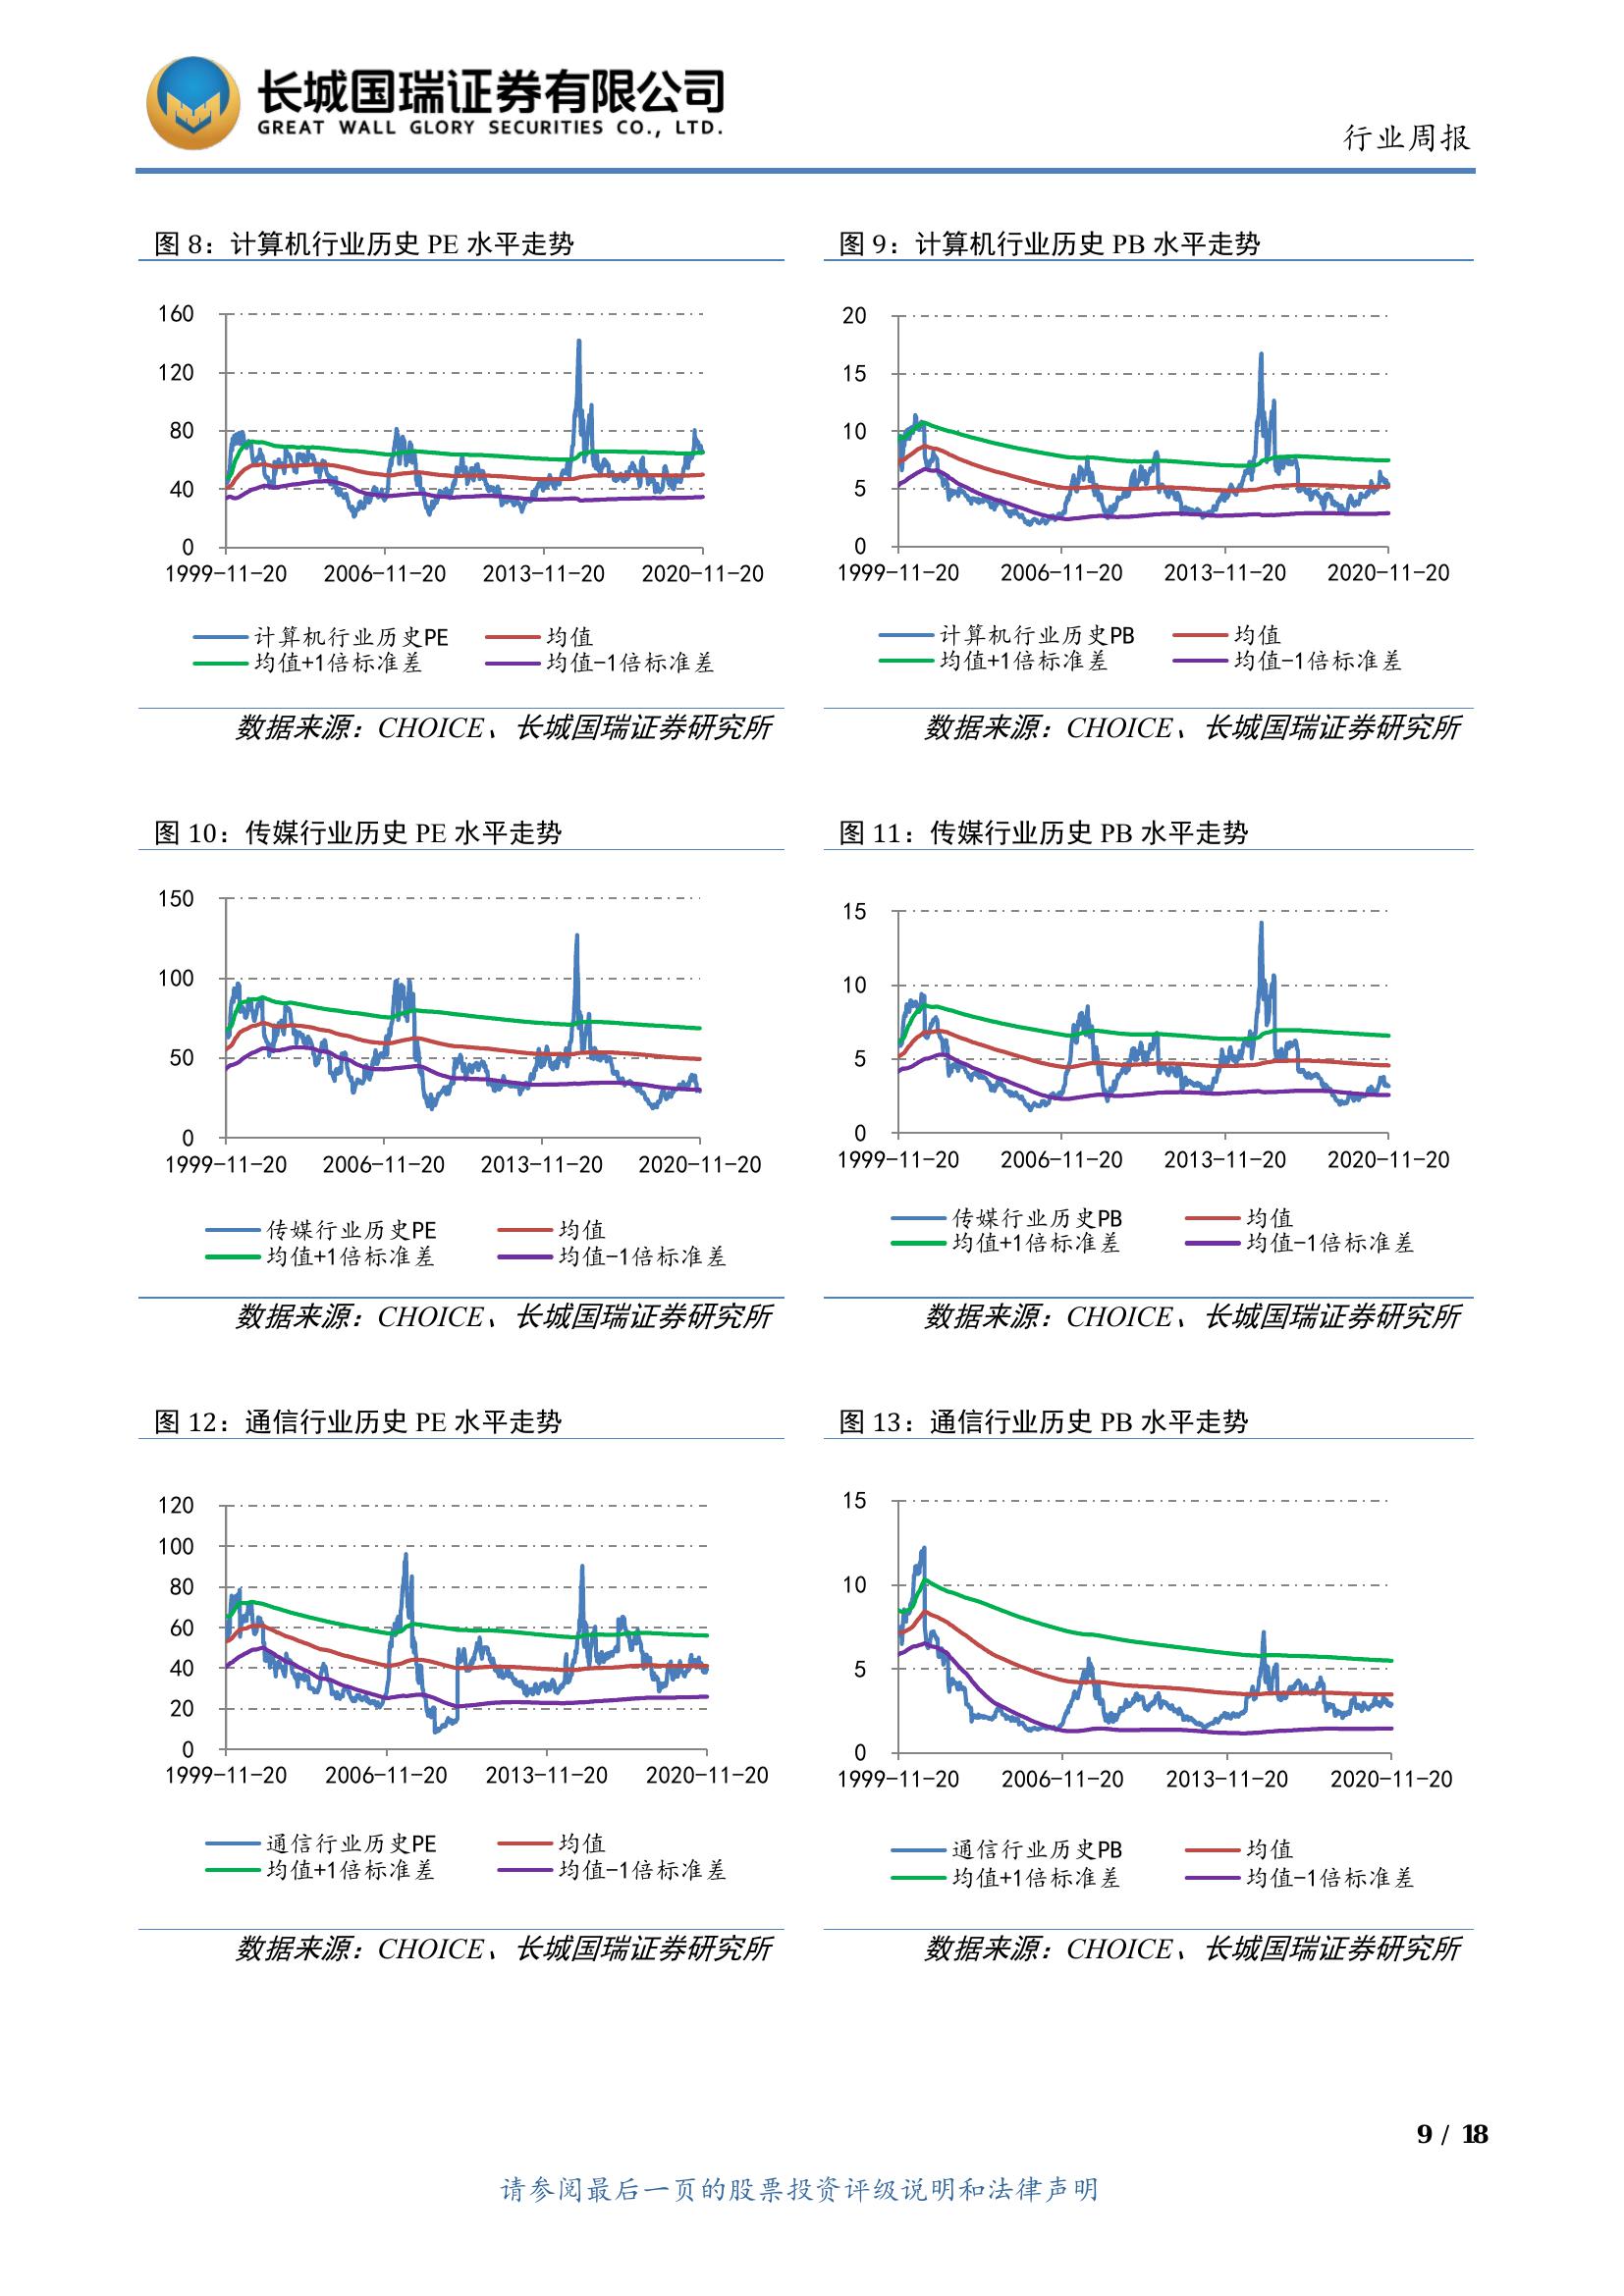 长城国瑞证券有限公司
GREAT WALL GLORY SECURITIES CO., LTD.
行业周报
图 8：计算机行业历史 PE 水平走势
160
120
80
40
0
1999-11-20 2006-11-20 2013-11-20 2020-11-20
计算机行业历史PE 均值
均值+1倍标准差 均值-1倍标准差
数据来源：CHOICE、长城国瑞证券研究所
图 9：计算机行业历史 PB 水平走势
20
15
10
5
0
1999-11-20 2006-11-20 2013-11-20 2020-11-20
计算机行业历史PB 均值
均值+1倍标准差 均值-1倍标准差
数据来源：CHOICE、长城国瑞证券研究所
图 10：传媒行业历史 PE 水平走势
150
100
50
0
1999-11-20 2006-11-20 2013-11-20 2020-11-20
传媒行业历史PE 均值
均值+1倍标准差 均值-1倍标准差
数据来源：CHOICE、长城国瑞证券研究所
图 11：传媒行业历史 PB 水平走势
15
10
5
0
1999-11-20 2006-11-20 2013-11-20 2020-11-20
传媒行业历史PB 均值
均值+1倍标准差 均值-1倍标准差
数据来源：CHOICE、长城国瑞证券研究所
图 12：通信行业历史 PE 水平走势
120
100
80
60
40
20
0
1999-11-20 2006-11-20 2013-11-20 2020-11-20
通信行业历史PE 均值
均值+1倍标准差 均值-1倍标准差
数据来源：CHOICE、长城国瑞证券研究所
图 13：通信行业历史 PB 水平走势
15
10
5
0
1999-11-20 2006-11-20 2013-11-20 2020-11-20
通信行业历史PB 均值
均值+1倍标准差 均值-1倍标准差
数据来源：CHOICE、长城国瑞证券研究所
9 / 18
请参阅最后一页的股票投资评级说明和法律声明